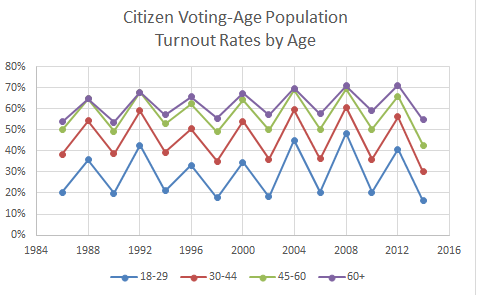 Citizen Voting-Age Population
Turnout Rates by Age
80%
70%
60%
50%
40%
30%
20%
10%
0%
1984 1988 1992 1996 2000 2004 2008 2012 2016
18-29 30-44 45-60 60+